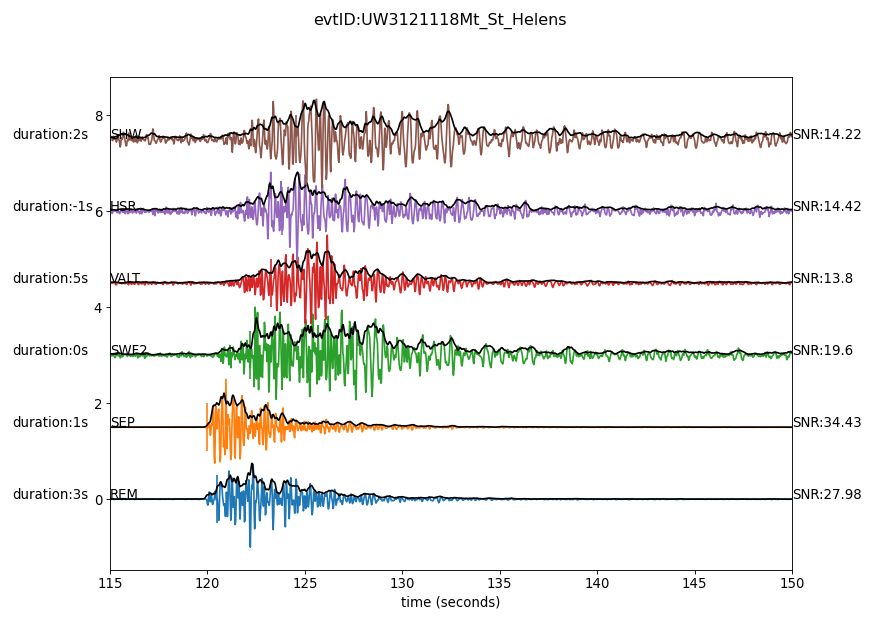 evtID:UW3121118Mt_St_Helens
8
duration:2s SHW SNR:14.22
duration:-1s HSR SNR:14.42
6
duration:5s VALT SNR:13.8
4
duration:0s SWF2 SNR:19.6
2
duration:1s SEP SNR:34.43
duration:3s REM SNR:27.98
0
115 120 125 130 135 140 145 150
time (seconds)